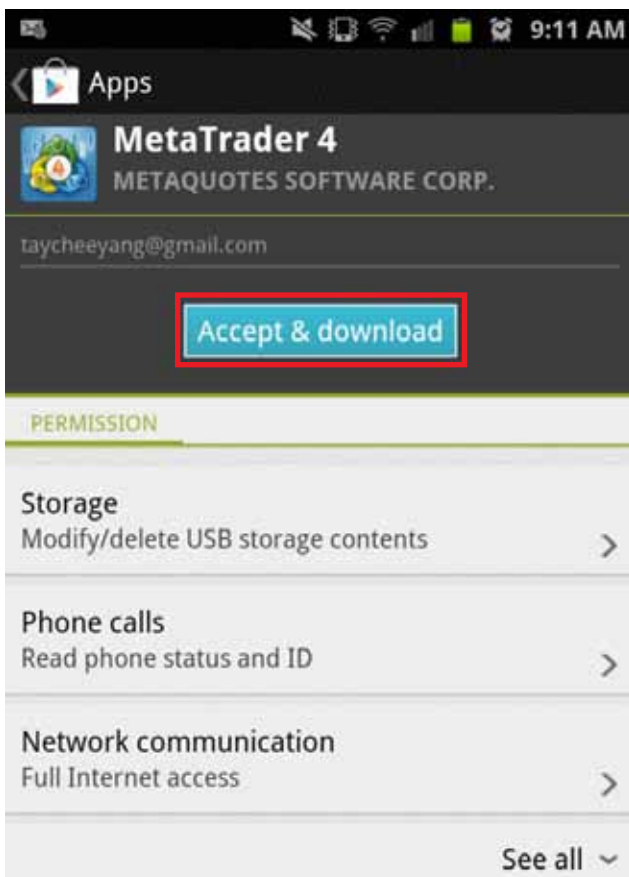 9:11 AM
Apps
MetaTrader 4
METAQUOTES SOFTWARE CORP.
taycheeyang@gmail.com
Accept & download
PERMISSION
Storage
Modify/delete USB storage contents
Phone calls
Read phone status and ID
Network communication
Full Internet access
See all